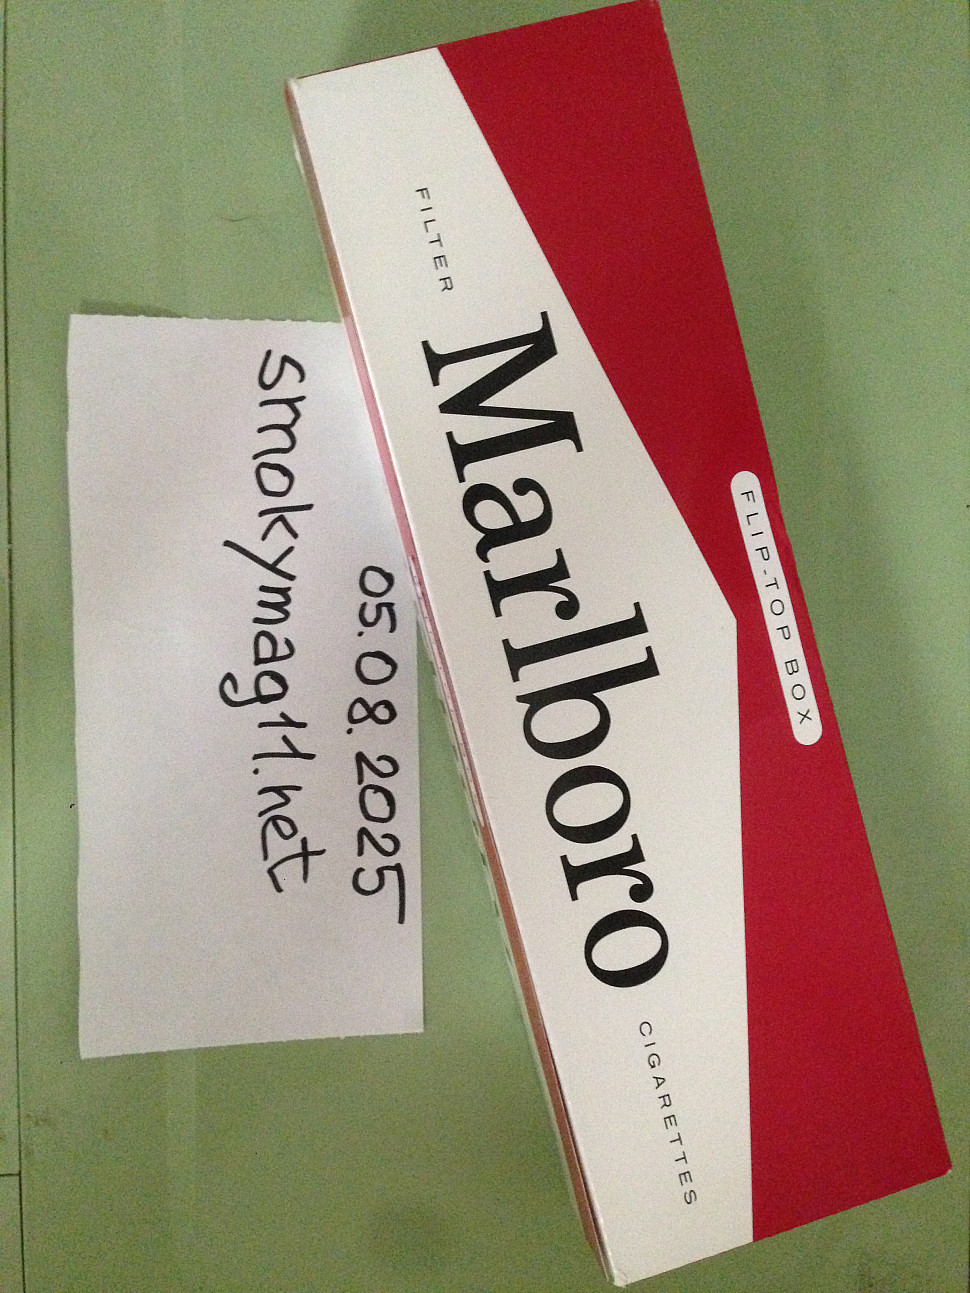 FILTER
Marlboro
CIGARETTES
FLIP-TOP BOX
05.08.2025
smokymag11.net